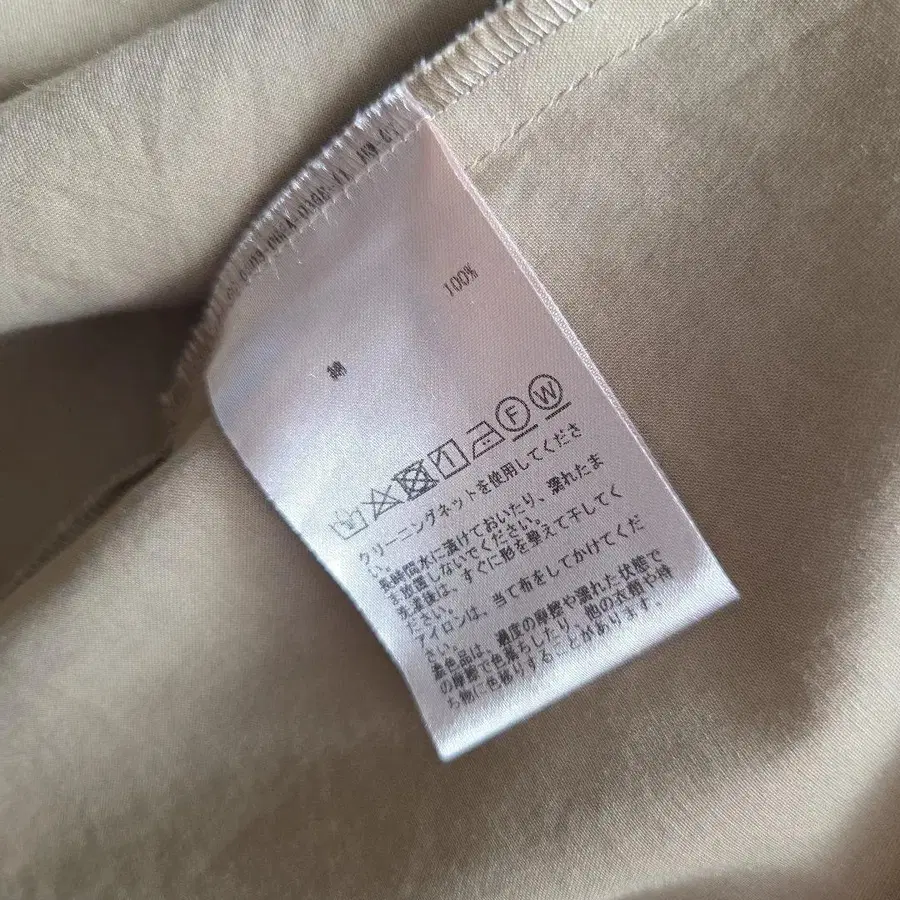 綿 100%
F W
クリーニングネットを使用してくださ
い。
長時間水に漬けておいたり、濡れたま
ま放置しないでください。
洗濯後は、すぐに形を整えて干してく
ださい。
アイロンは、当て布をしてかけてくだ
さい。
濃色品は、過度の摩擦や濡れた状態で
の摩擦で色落ちしたり、他の衣類や持
ち物に色移りすることがあります。